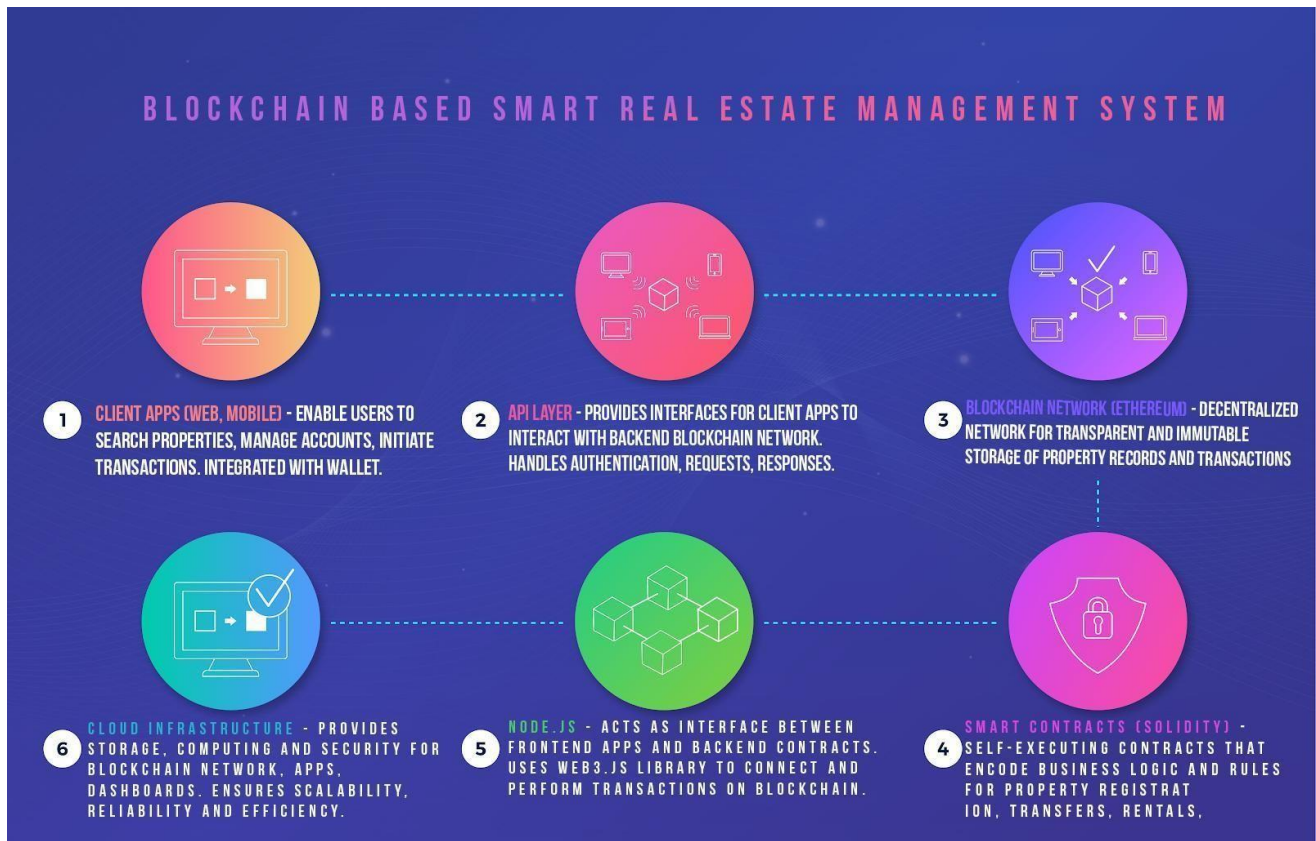 BLOCKCHAIN BASED SMART REAL ESTATE MANAGEMENT SYSTEM
1
CLIENT APPS (WEB, MOBILE) - ENABLE USERS TO
SEARCH PROPERTIES, MANAGE ACCOUNTS, INITIATE
TRANSACTIONS. INTEGRATED WITH WALLET.
2
API LAYER - PROVIDES INTERFACES FOR CLIENT APPS TO
INTERACT WITH BACKEND BLOCKCHAIN NETWORK.
HANDLES AUTHENTICATION, REQUESTS, RESPONSES.
3
BLOCKCHAIN NETWORK (ETHEREUM) - DECENTRALIZED
NETWORK FOR TRANSPARENT AND IMMUTABLE
STORAGE OF PROPERTY RECORDS AND TRANSACTIONS
6
CLOUD INFRASTRUCTURE - PROVIDES
STORAGE, COMPUTING AND SECURITY FOR
BLOCKCHAIN NETWORK, APPS,
DASHBOARDS. ENSURES SCALABILITY,
RELIABILITY AND EFFICIENCY.
5
NODE.JS - ACTS AS INTERFACE BETWEEN
FRONTEND APPS AND BACKEND CONTRACTS.
USES WEB3.JS LIBRARY TO CONNECT AND
PERFORM TRANSACTIONS ON BLOCKCHAIN.
4
SMART CONTRACTS (SOLIDITY) -
SELF-EXECUTING CONTRACTS THAT
ENCODE BUSINESS LOGIC AND RULES
FOR PROPERTY REGISTRAT
ION, TRANSFERS, RENTALS,